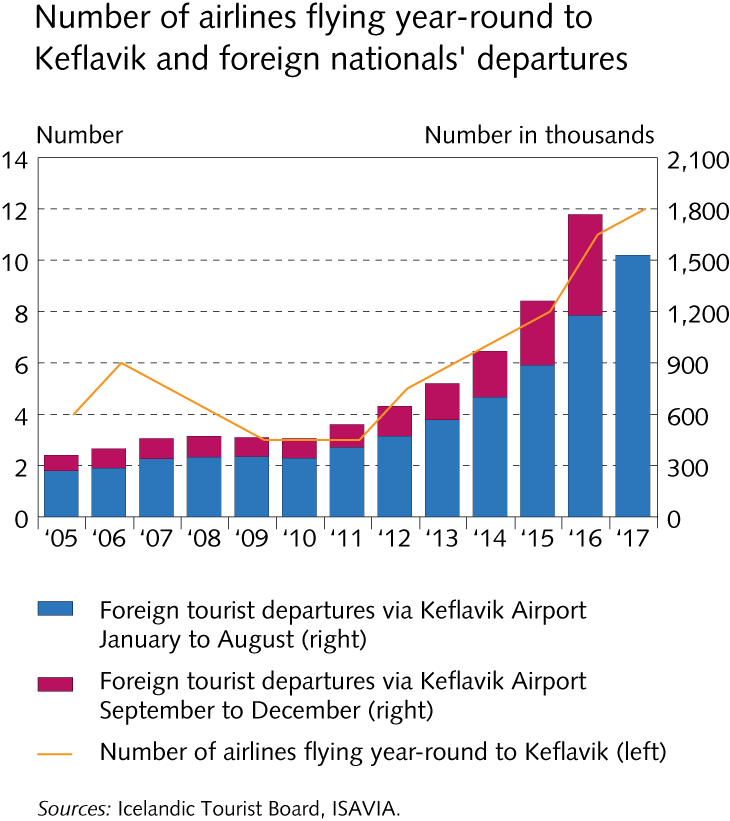 Number of airlines flying year-round to
Keflavik and foreign nationals' departures
Number
Number in thousands
14
2,100
12
1,800
10
1,500
8
1,200
6
900
4
600
2
300
0
0
‘05 ‘06 ‘07 ‘08 ‘09 ‘10 ‘11 ‘12 ‘13 ‘14 ‘15 ‘16 ‘17
Foreign tourist departures via Keflavik Airport
January to August (right)
Foreign tourist departures via Keflavik Airport
September to December (right)
Number of airlines flying year-round to Keflavik (left)
Sources: Icelandic Tourist Board, ISAVIA.